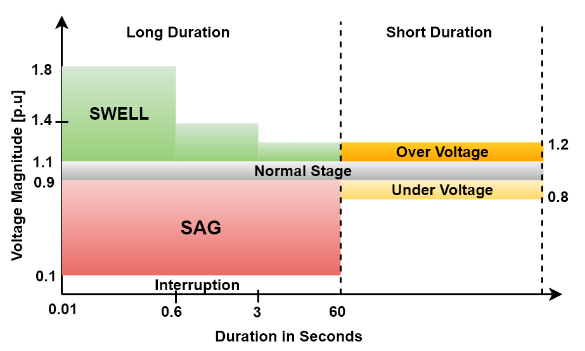 Long Duration
Short Duration
Voltage Magnitude [p.u]
1.8
SWELL
1.4
1.2
Over Voltage
1.1
Normal Stage
0.9
Under Voltage
0.8
SAG
0.1
Interruption
0.01
0.6
3
60
Duration in Seconds